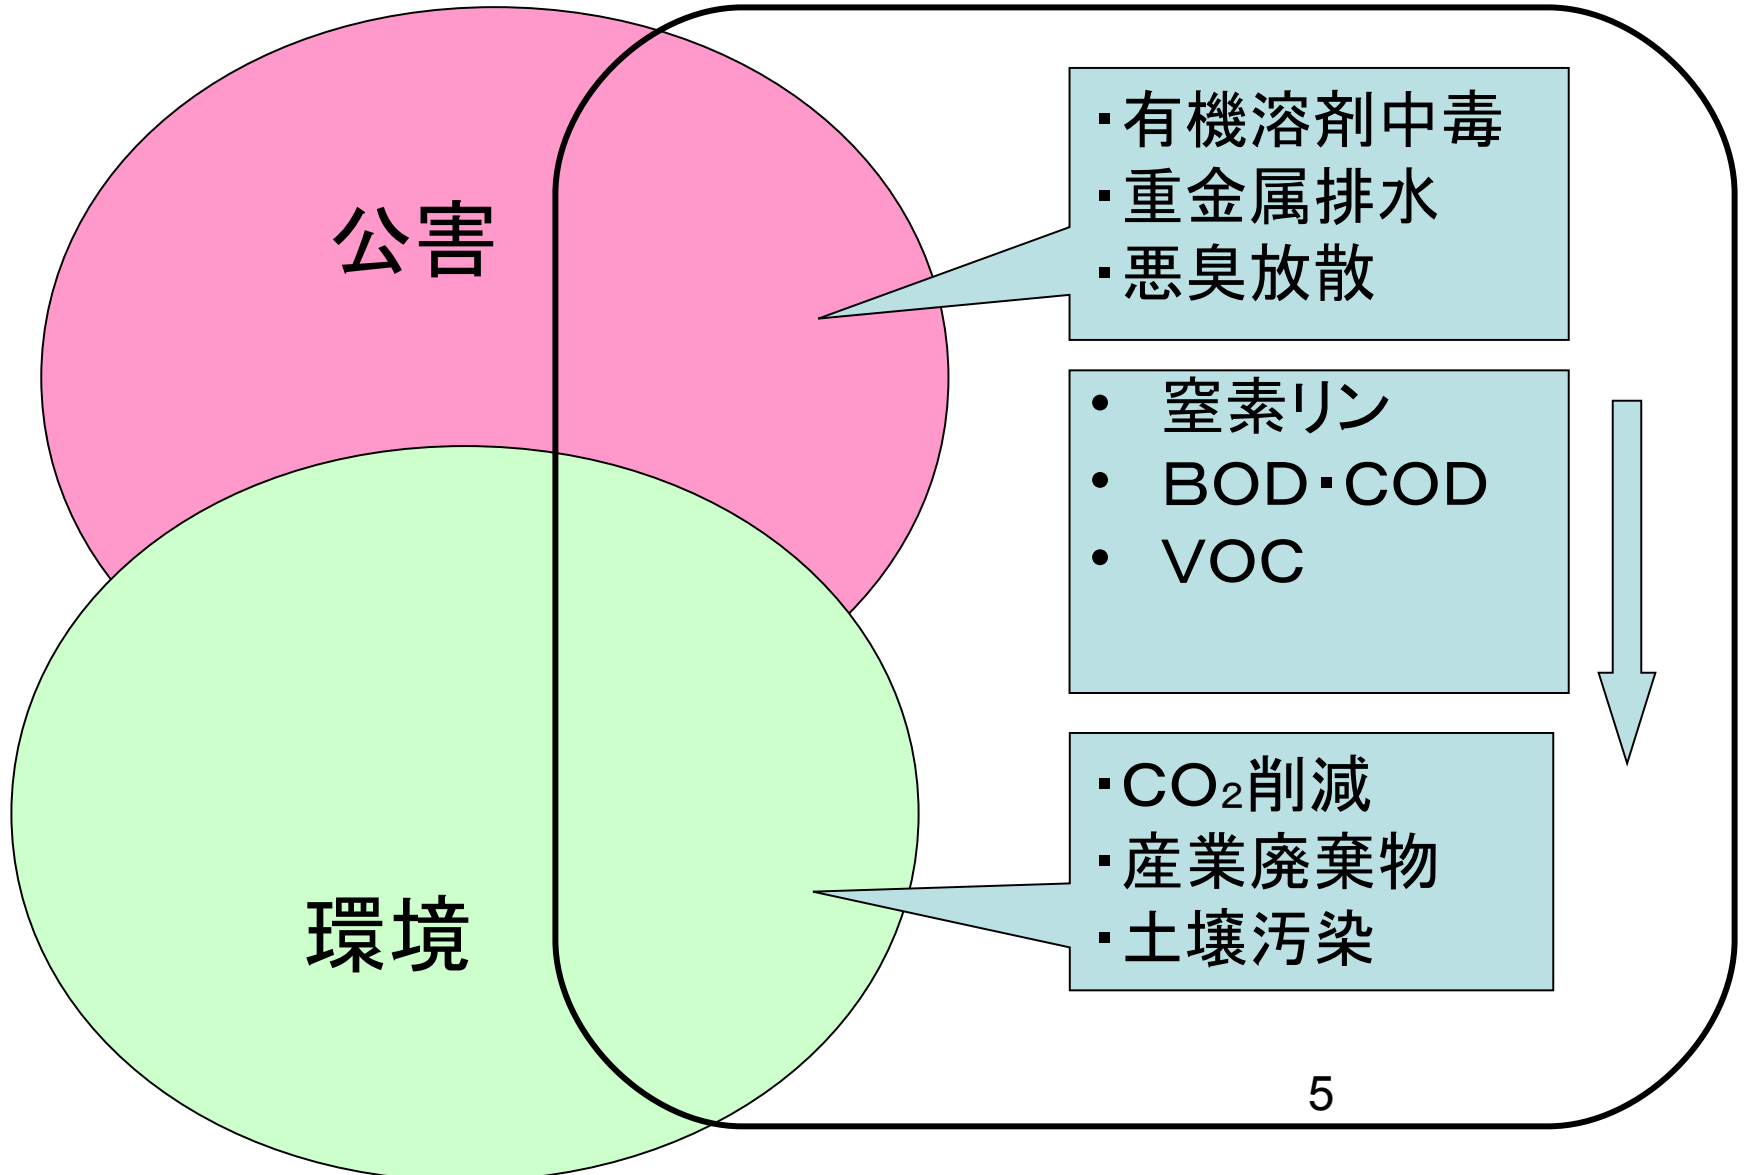 公害
・有機溶剤中毒
・重金属排水
・悪臭放散
• 窒素リン
• ＢＯＤ・ＣＯＤ
• ＶＯＣ
・ＣＯ₂削減
・産業廃棄物
・土壌汚染
環境
5